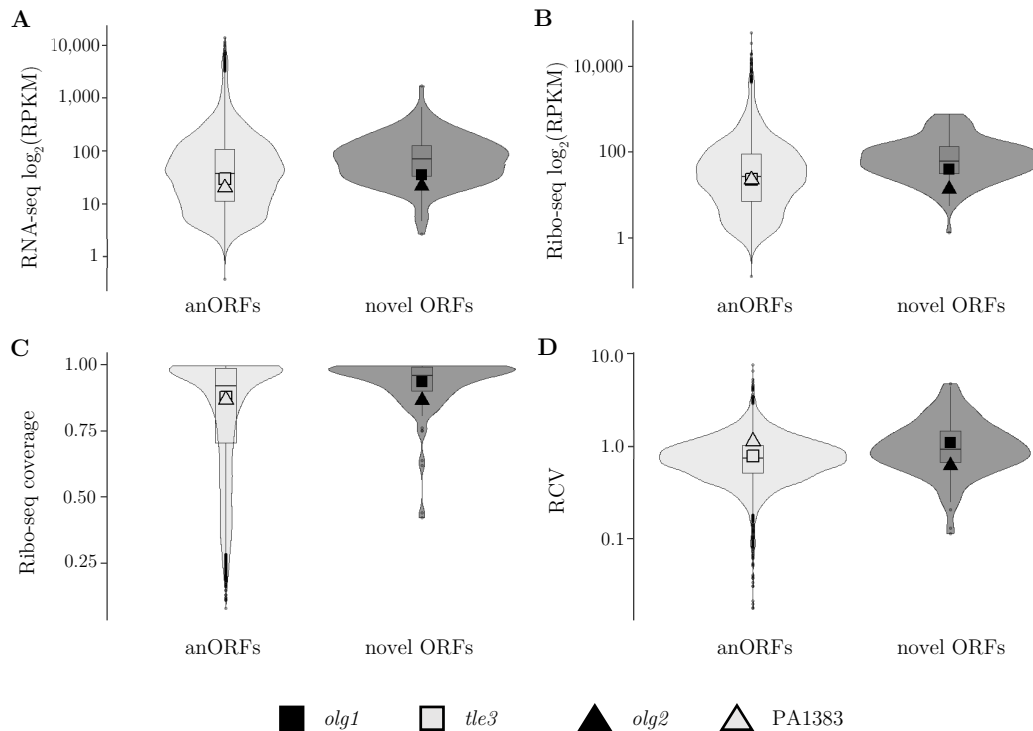 A
RNA-seq log₂(RPKM)
10,000
1,000
100
10
1
anORFs
novel ORFs
B
Ribo-seq log₂(RPKM)
10,000
100
1
anORFs
novel ORFs
C
Ribo-seq coverage
1.00
0.75
0.50
0.25
anORFs
novel ORFs
D
RCV
10.0
1.0
0.1
anORFs
novel ORFs
olg1
tle3
olg2
PA1383